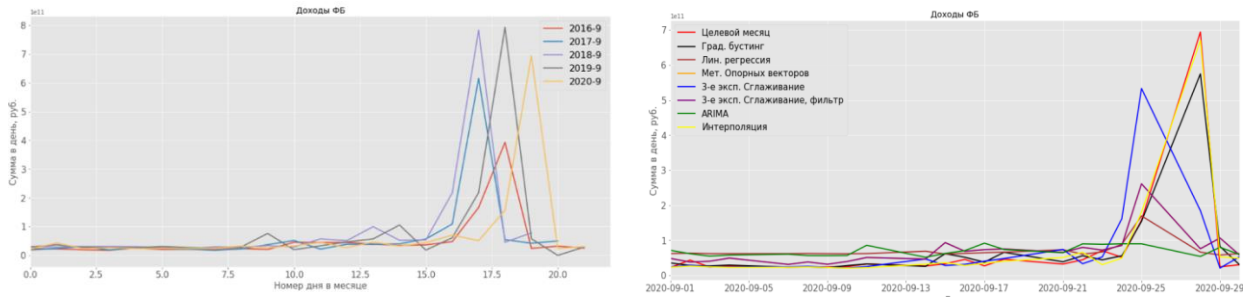 Доходы ФБ
1e11
8
7
6
5
4
3
2
1
0
Сумма в день, руб.
2016-9
2017-9
2018-9
2019-9
2020-9
0.0 2.5 5.0 7.5 10.0 12.5 15.0 17.5 20.0
Номер дня в месяце
Доходы ФБ
1e11
7
6
5
4
3
2
1
0
Сумма в день, руб.
Целевой месяц
Град. бустинг
Лин. регрессия
Мет. Опорных векторов
3-е эксп. Сглаживание
3-е эксп. Сглаживание, фильтр
ARIMA
Интерполяция
2020-09-01 2020-09-05 2020-09-09 2020-09-13 2020-09-17 2020-09-21 2020-09-25 2020-09-29